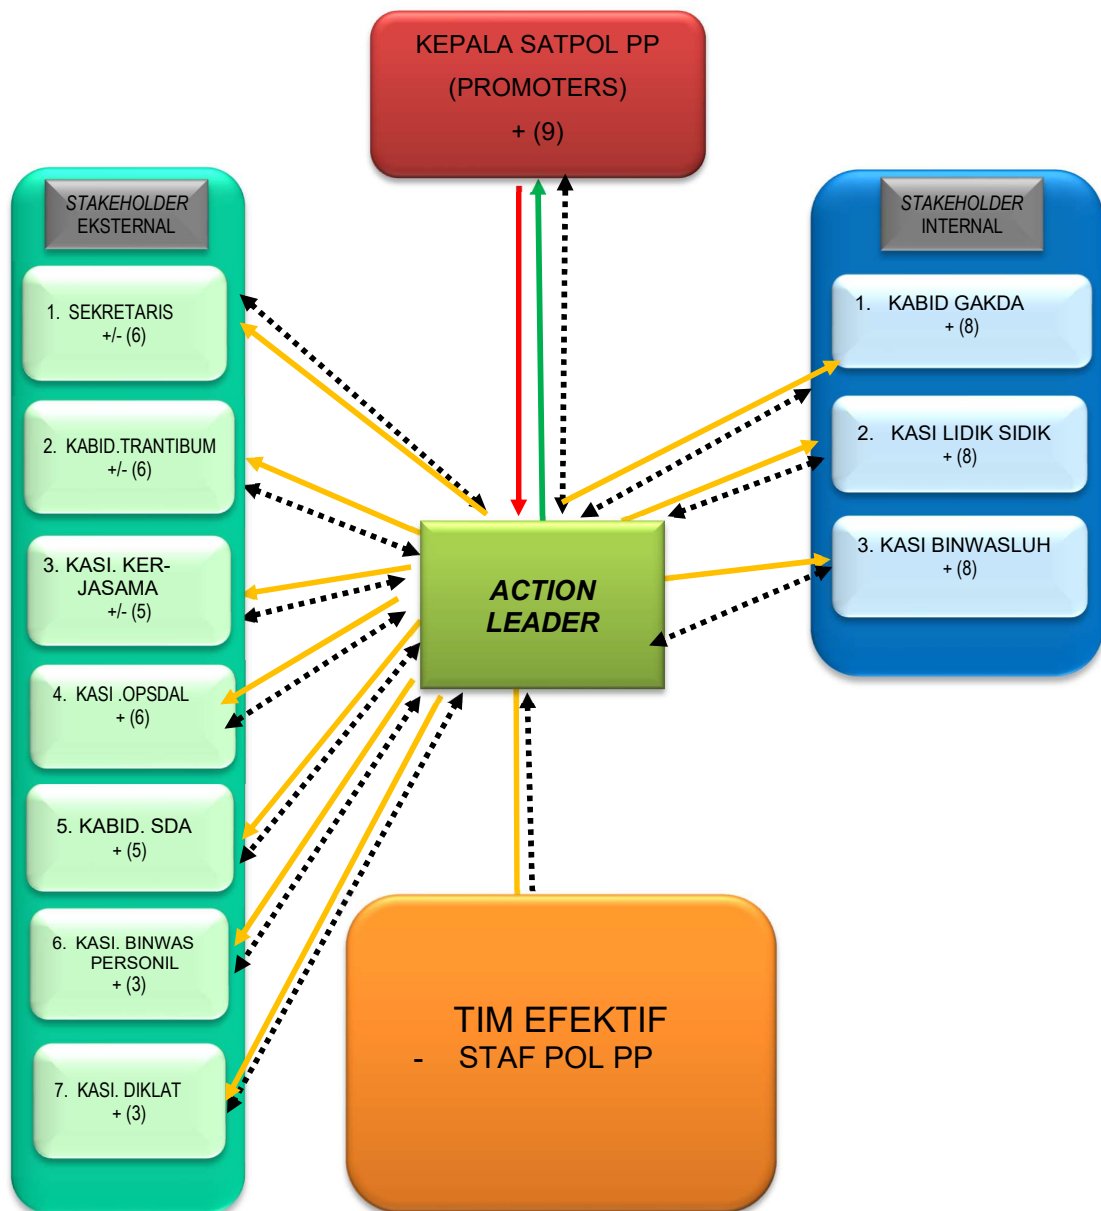 KEPALA SATPOL PP
(PROMOTERS)
+ (9)
STAKEHOLDER
EKSTERNAL
1. SEKRETARIS
+/- (6)
2. KABID.TRANTIBUM
+/- (6)
3. KASI. KER-
JASAMA
+/- (5)
4. KASI .OPSDAL
+ (6)
5. KABID. SDA
+ (5)
6. KASI. BINWAS
PERSONIL
+ (3)
7. KASI. DIKLAT
+ (3)
ACTION
LEADER
STAKEHOLDER
INTERNAL
1. KABID GAKDA
+ (8)
2. KASI LIDIK SIDIK
+ (8)
3. KASI BINWASLUH
+ (8)
TIM EFEKTIF
- STAF POL PP